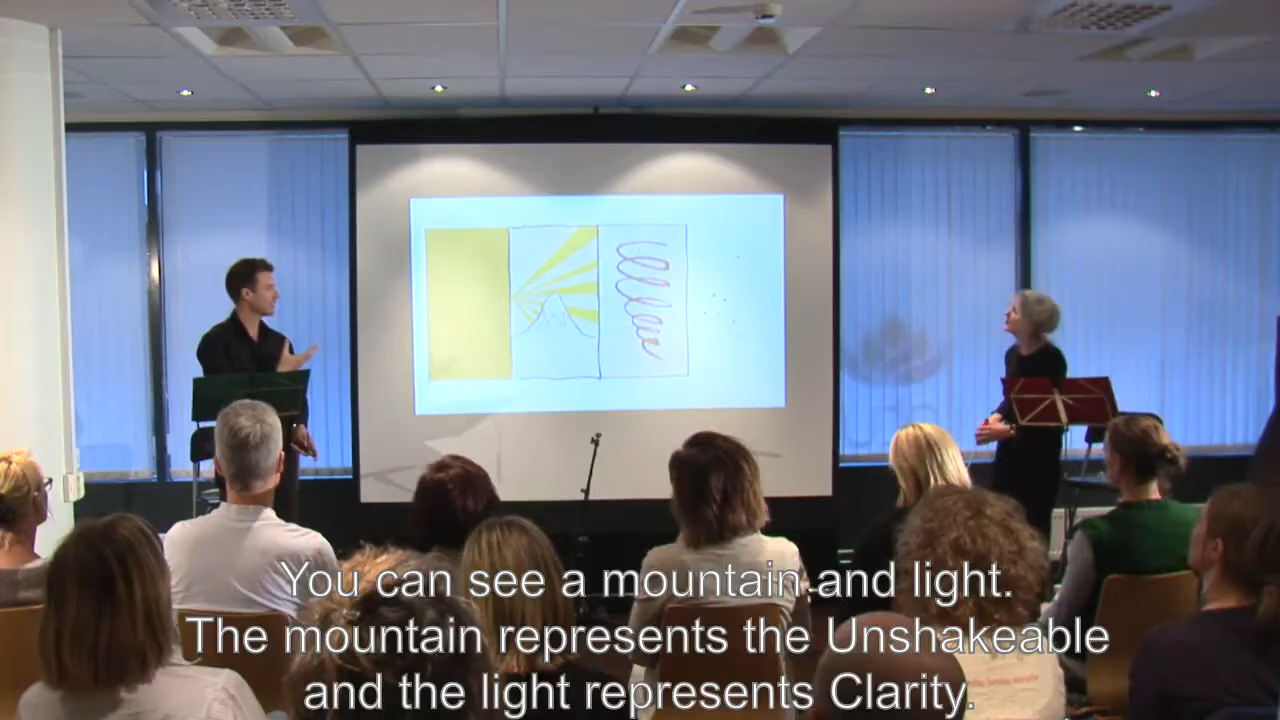 You can see a mountain and light.
The mountain represents the Unshakeable
and the light represents Clarity.